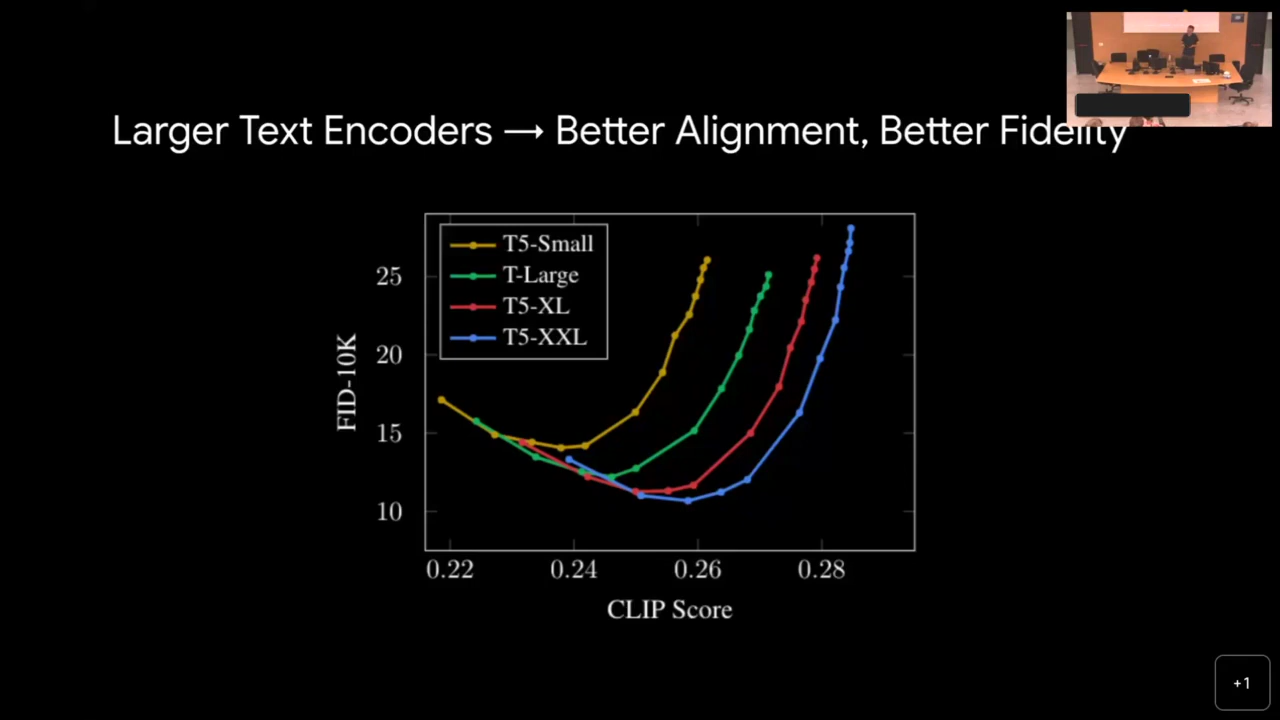 Larger Text Encoders → Better Alignment, Better Fidelity
T5-Small
T-Large
T5-XL
T5-XXL
25
20
15
10
FID-10K
0.22 0.24 0.26 0.28
CLIP Score
+1